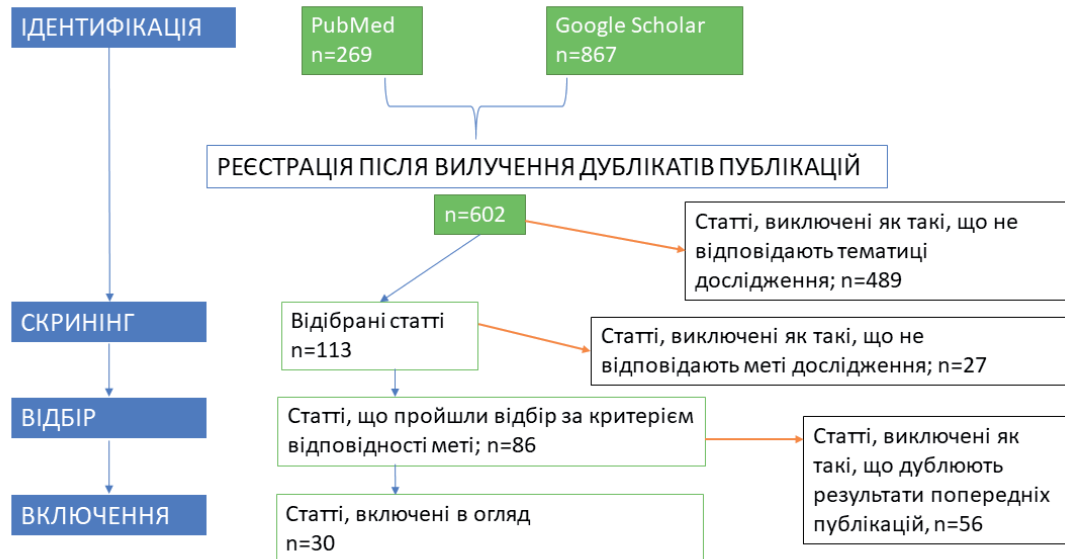 ІДЕНТИФІКАЦІЯ
PubMed
n=269
Google Scholar
n=867
РЕЄСТРАЦІЯ ПІСЛЯ ВИЛУЧЕННЯ ДУБЛІКАТІВ ПУБЛІКАЦІЙ
n=602
Статті, виключені як такі, що не
відповідають тематиці
дослідження; n=489
СКРИНІНГ
Відібрані статті
n=113
Статті, виключені як такі, що не
відповідають меті дослідження; n=27
ВІДБІР
Статті, що пройшли відбір за критерієм
відповідності меті; n=86
Статті, виключені як
такі, що дублюють
результати попередніх
публікацій, n=56
ВКЛЮЧЕННЯ
Статті, включені в огляд
n=30